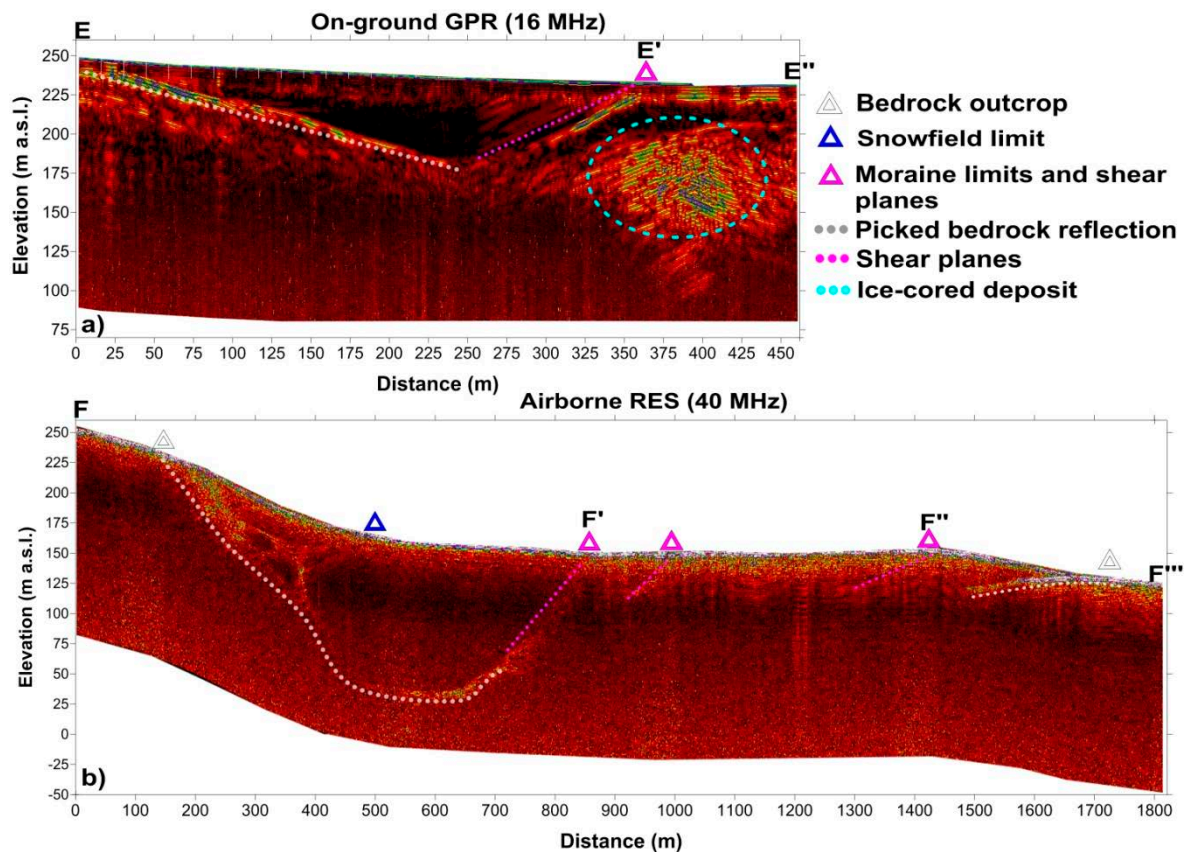 On-ground GPR (16 MHz)
E
E'
E''
250
225
200
175
150
125
100
75
Elevation (m a.s.l.)
a)
0 25 50 75 100 125 150 175 200 225 250 275 300 325 350 375 400 425 450
Distance (m)
Bedrock outcrop
Snowfield limit
Moraine limits and shear
planes
Picked bedrock reflection
Shear planes
Ice-cored deposit
Airborne RES (40 MHz)
F
F'
F''
F'''
250
225
200
175
150
125
100
75
50
25
0
-25
-50
Elevation (m a.s.l.)
b)
0 100 200 300 400 500 600 700 800 900 1000 1100 1200 1300 1400 1500 1600 1700 1800
Distance (m)